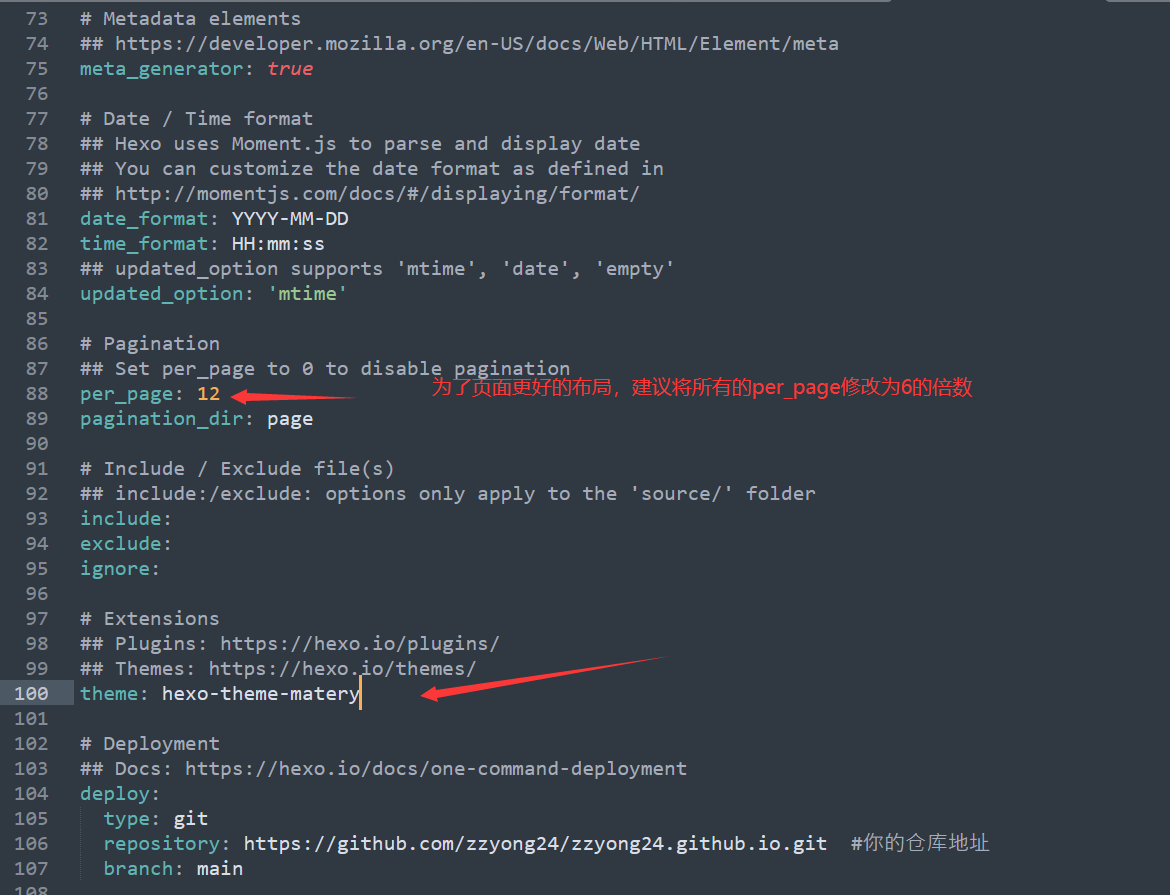 73 # Metadata elements
74 ## https://developer.mozilla.org/en-US/docs/Web/HTML/Element/meta
75 meta_generator: true
76
77 # Date / Time format
78 ## Hexo uses Moment.js to parse and display date
79 ## You can customize the date format as defined in
80 ## http://momentjs.com/docs/#/displaying/format/
81 date_format: YYYY-MM-DD
82 time_format: HH:mm:ss
83 ## updated_option supports 'mtime', 'date', 'empty'
84 updated_option: 'mtime'
85
86 # Pagination
87 ## Set per_page to 0 to disable pagination
为了页面更好的布局，建议将所有的per_page修改为6的倍数
88 per_page: 12
89 pagination_dir: page
90
91 # Include / Exclude file(s)
92 ## include:/exclude: options only apply to the 'source/' folder
93 include:
94 exclude:
95 ignore:
96
97 # Extensions
98 ## Plugins: https://hexo.io/plugins/
99 ## Themes: https://hexo.io/themes/
100 theme: hexo-theme-matery
101
102 # Deployment
103 ## Docs: https://hexo.io/docs/one-command-deployment
104 deploy:
105 type: git
106 repository: https://github.com/zzyong24/zzyong24.github.io.git #你的仓库地址
107 branch: main
108